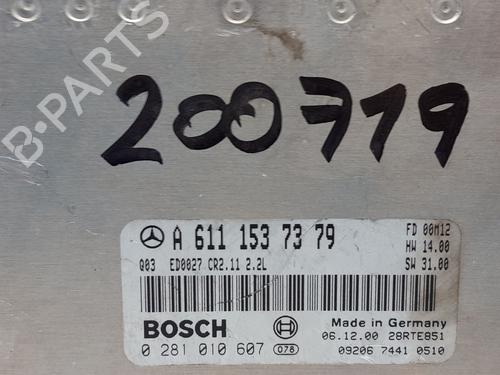 B-PARTS
200719
A 611 153 73 79
FD 00M12
HW 14.00
Q03 ED0027 CR2.11 2.2L
SW 31.00
BOSCH
Made in Germany
06.12.00 28RTE851
0 281 010 607 078
09206 7441 0510